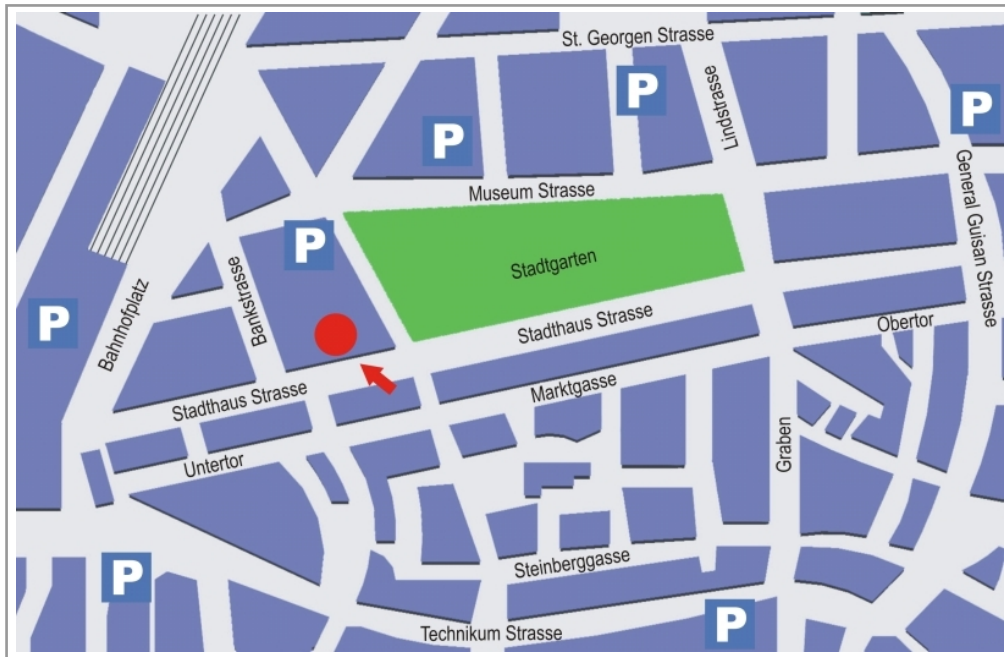 St. Georgen Strasse
P
P
P
Lindstrasse
General Guisan Strasse
Museum Strasse
P
Stadtgarten
Bahnhofplatz
Bankstrasse
P
Stadthaus Strasse
Obertor
Stadthaus Strasse
Marktgasse
Untertor
Graben
Steinberggasse
P
P
Technikum Strasse